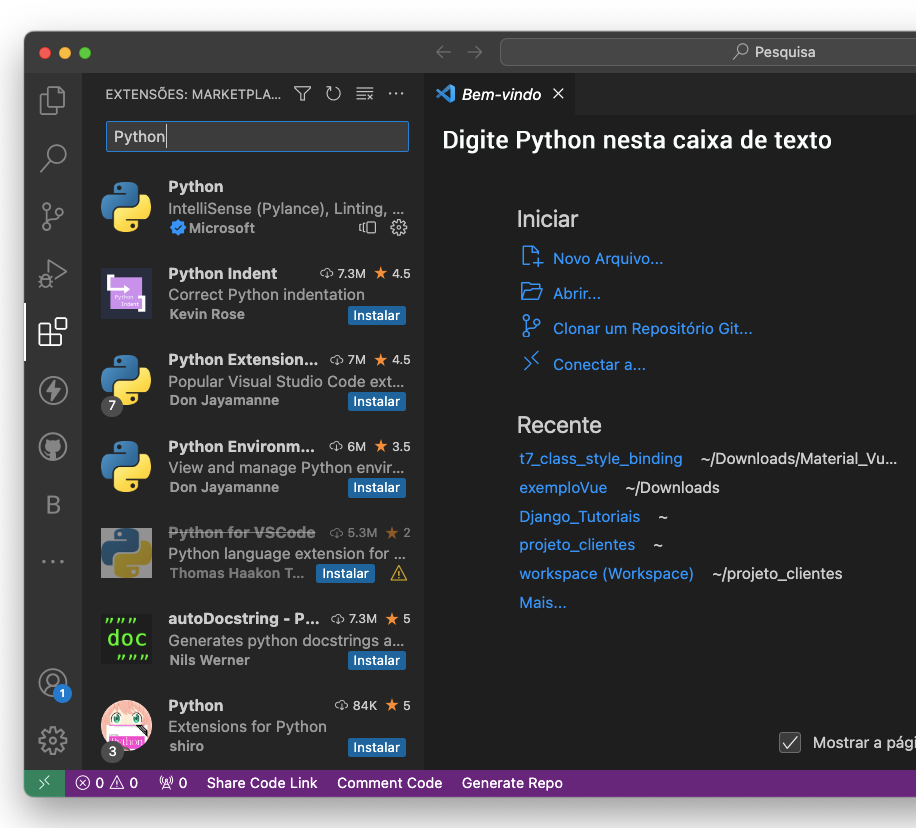 Pesquisa
EXTENSÕES: MARKETPLA...
Bem-vindo
Python
Digite Python nesta caixa de texto
Python
IntelliSense (Pylance), Linting, ...
Microsoft
Python Indent 7.3M 4.5
Correct Python indentation
Kevin Rose Instalar
Python Indent
Python Extension... 7M 4.5
Popular Visual Studio Code ext...
Don Jayamanne Instalar
7
Python Environm... 6M 3.5
View and manage Python envir...
Don Jayamanne Instalar
Python for VSCode 5.3M 2
Python language extension for ...
Thomas Haakon T... Instalar
autoDocstring - P... 7.3M 5
Generates python docstrings a...
Nils Werner Instalar
"""
doc
"""
Python 84K 5
Extensions for Python
shiro Instalar
Python
3
B
1
Iniciar
Novo Arquivo...
Abrir...
Clonar um Repositório Git...
Conectar a...
Recente
t7_class_style_binding ~/Downloads/Material_Vu...
exemploVue ~/Downloads
Django_Tutoriais ~
projeto_clientes ~
workspace (Workspace) ~/projeto_clientes
Mais...
Mostrar a pági
0 0 0 Share Code Link Comment Code Generate Repo